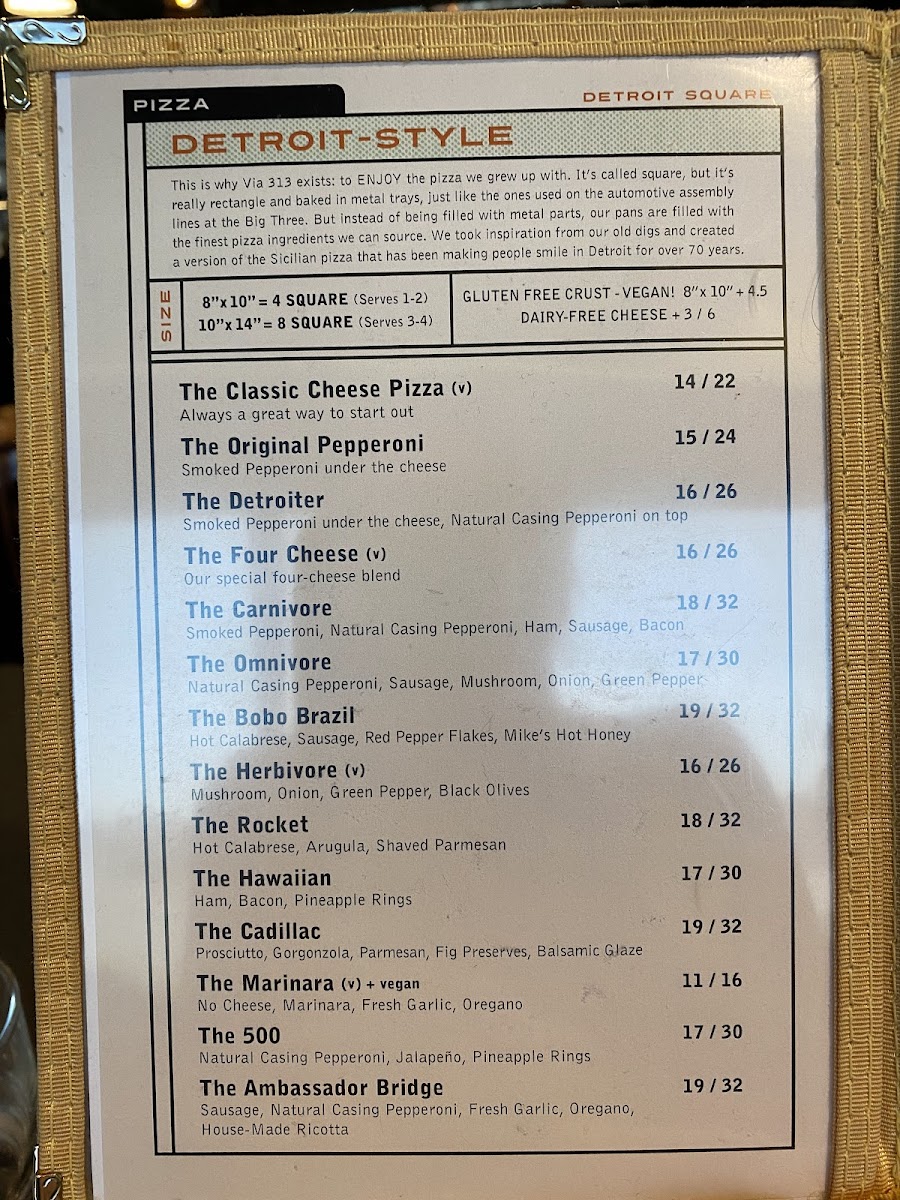 PIZZA
DETROIT SQUARE
DETROIT-STYLE
This is why Via 313 exists: to ENJOY the pizza we grew up with. It's called square, but it's
really rectangle and baked in metal trays, just like the ones used on the automotive assembly
lines at the Big Three. But instead of being filled with metal parts, our pans are filled with
the finest pizza ingredients we can source. We took inspiration from our old digs and created
a version of the Sicilian pizza that has been making people smile in Detroit for over 70 years.
SIZE
8"x 10" = 4 SQUARE (Serves 1-2)
10"x 14" = 8 SQUARE (Serves 3-4)
GLUTEN FREE CRUST - VEGAN! 8"x 10" + 4.5
DAIRY-FREE CHEESE + 3 / 6
The Classic Cheese Pizza (v) 14 / 22
Always a great way to start out
The Original Pepperoni 15 / 24
Smoked Pepperoni under the cheese
The Detroiter 16 / 26
Smoked Pepperoni under the cheese, Natural Casing Pepperoni on top
The Four Cheese (v) 16 / 26
Our special four-cheese blend
The Carnivore 18 / 32
Smoked Pepperoni, Natural Casing Pepperoni, Ham, Sausage, Bacon
The Omnivore 17 / 30
Natural Casing Pepperoni, Sausage, Mushroom, Onion, Green Pepper
The Bobo Brazil 19 / 32
Hot Calabrese, Sausage, Red Pepper Flakes, Mike's Hot Honey
The Herbivore (v) 16 / 26
Mushroom, Onion, Green Pepper, Black Olives
The Rocket 18 / 32
Hot Calabrese, Arugula, Shaved Parmesan
The Hawaiian 17 / 30
Ham, Bacon, Pineapple Rings
The Cadillac 19 / 32
Prosciutto, Gorgonzola, Parmesan, Fig Preserves, Balsamic Glaze
The Marinara (v) + vegan 11 / 16
No Cheese, Marinara, Fresh Garlic, Oregano
The 500 17 / 30
Natural Casing Pepperoni, Jalapeño, Pineapple Rings
The Ambassador Bridge 19 / 32
Sausage, Natural Casing Pepperoni, Fresh Garlic, Oregano,
House-Made Ricotta